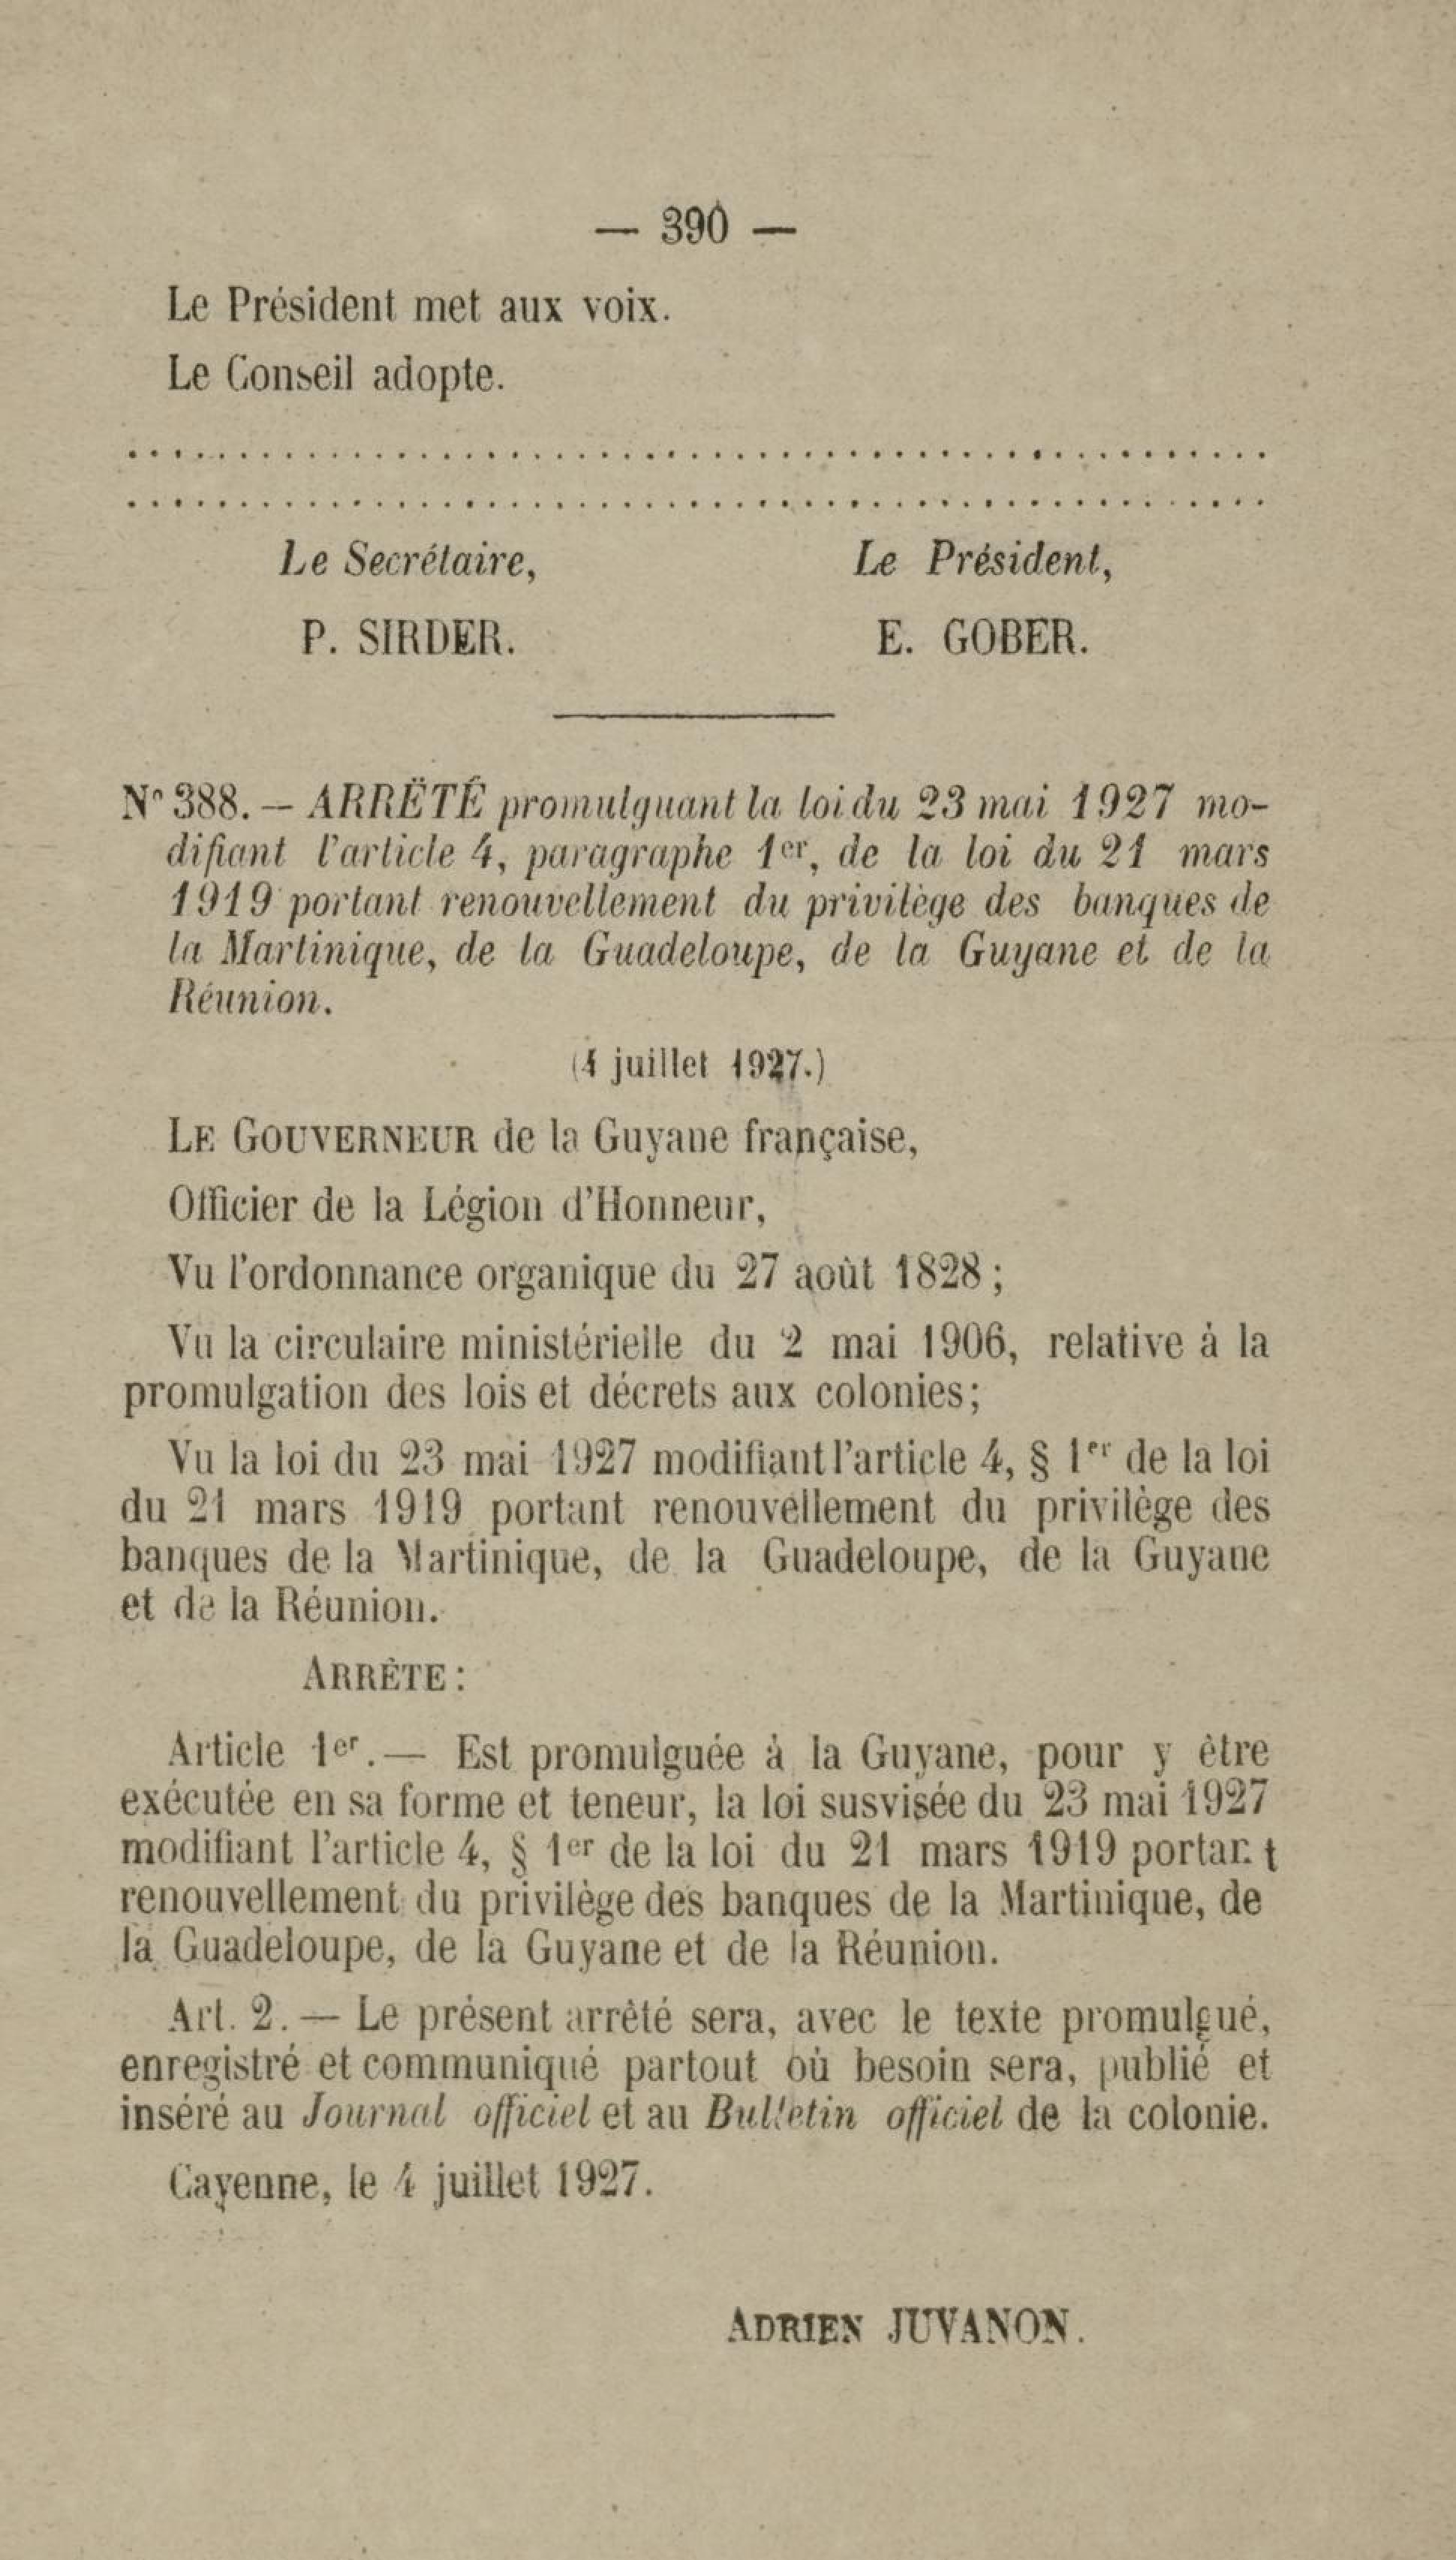 — 390 —
Le Président met aux voix.
Le Conseil adopte.
..................................................
..................................................
Le Secrétaire, Le Président,
P. SIRDER. E. GOBER.
N° 388. — ARRËTÉ promulguant la loi du 23 mai 1927 mo-
difiant l'article 4, paragraphe 1er, de la loi du 21 mars
1919 portant renouvellement du privilège des banques de
la Martinique, de la Guadeloupe, de la Guyane et de la
Réunion.
(4 juillet 1927.)
LE GOUVERNEUR de la Guyane française,
Officier de la Légion d'Honneur,
Vu l'ordonnance organique du 27 août 1828 ;
Vu la circulaire ministérielle du 2 mai 1906, relative à la
promulgation des lois et décrets aux colonies;
Vu la loi du 23 mai 1927 modifiant l'article 4, § 1er de la loi
du 21 mars 1919 portant renouvellement du privilège des
banques de la Martinique, de la Guadeloupe, de la Guyane
et de la Réunion.
ARRÊTE :
Article 1er. — Est promulguée à la Guyane, pour y être
exécutée en sa forme et teneur, la loi susvisée du 23 mai 1927
modifiant l'article 4, § 1er de la loi du 21 mars 1919 portant
renouvellement du privilège des banques de la Martinique, de
la Guadeloupe, de la Guyane et de la Réunion.
Art. 2. — Le présent arrêté sera, avec le texte promulgué,
enregistré et communiqué partout où besoin sera, publié et
inséré au Journal officiel et au Bulletin officiel de la colonie.
Cayenne, le 4 juillet 1927.
ADRIEN JUVANON.